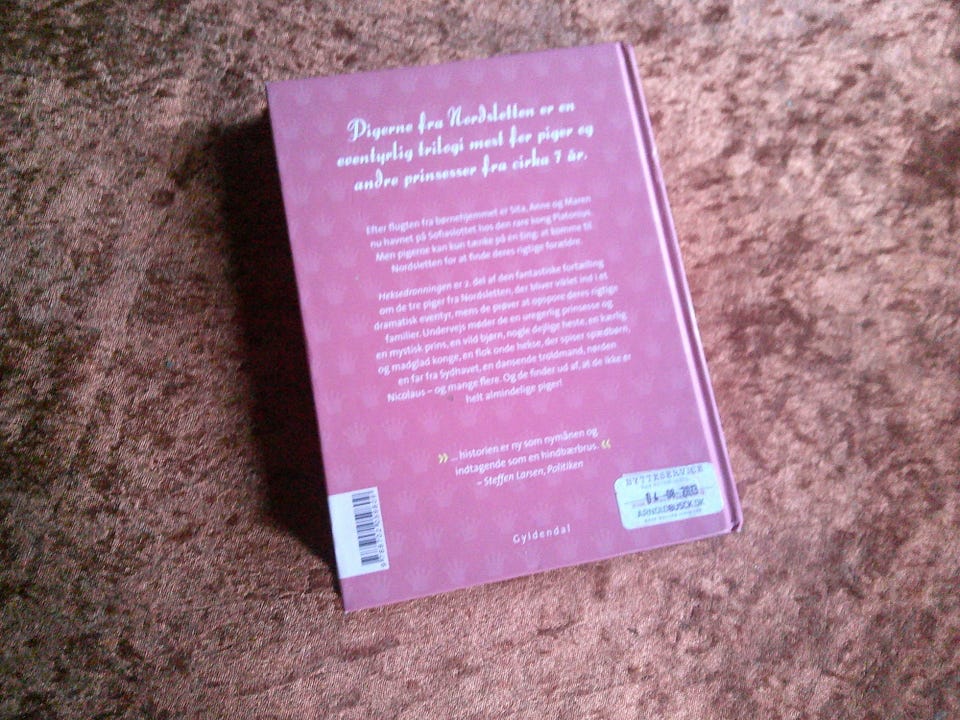 Pigerne fra Nordsletten er en
eventyrlig trilogi mest for piger og
andre prinsesser fra cirka 7 år.
Efter flugten fra børnehjemmet er Sita, Anne og Maren
nu havnet på Sofiaslottet hos den rare kong Platonius.
Men pigerne kan kun tænke på én ting: at komme til
Nordsletten for at finde deres rigtige forældre.
Heksedronningen er 2. del af den fantastiske fortælling
om de tre piger fra Nordsletten, der bliver viklet ind i et
dramatisk eventyr, mens de prøver at opspore deres rigtige
familier. Undervejs møder de en uregerlig prinsesse og
en mystisk prins, en vild bjørn, nogle dejlige heste, en kærlig
og madglad konge, en flok onde hekse, der spiser spædbørn,
en far fra Sydhavet, en dansende troldmand, nørden
Nicolaus – og mange flere. Og de finder ud af, at de ikke er
helt almindelige piger!
» ... historien er ny som nymånen og
indtagende som en hindbærbrus. «
– Steffen Larsen, Politiken
BYTTESERVICE
04. 08. 2003
ARNOLDBUSCK.DK
Gyldendal